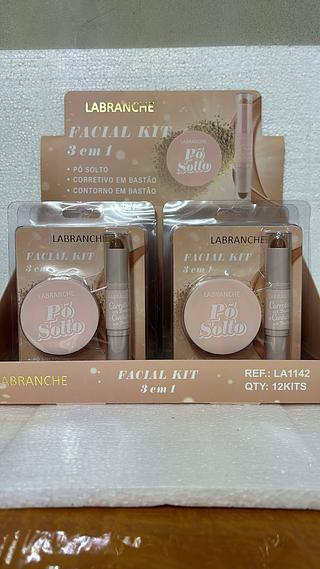 LABRANCHE
FACIAL KIT
3 em 1
• PÓ SOLTO
• CORRETIVO EM BASTÃO
• CONTORNO EM BASTÃO
LABRANCHE
Pó
Solto
LABRANCHE
FACIAL KIT
3 em 1
LABRANCHE
Pó
Solto
LABRANCHE
FACIAL KIT
3 em 1
LABRANCHE
Pó
Solto
ABRANCHE
FACIAL KIT
3 em 1
REF.: LA1142
QTY: 12KITS